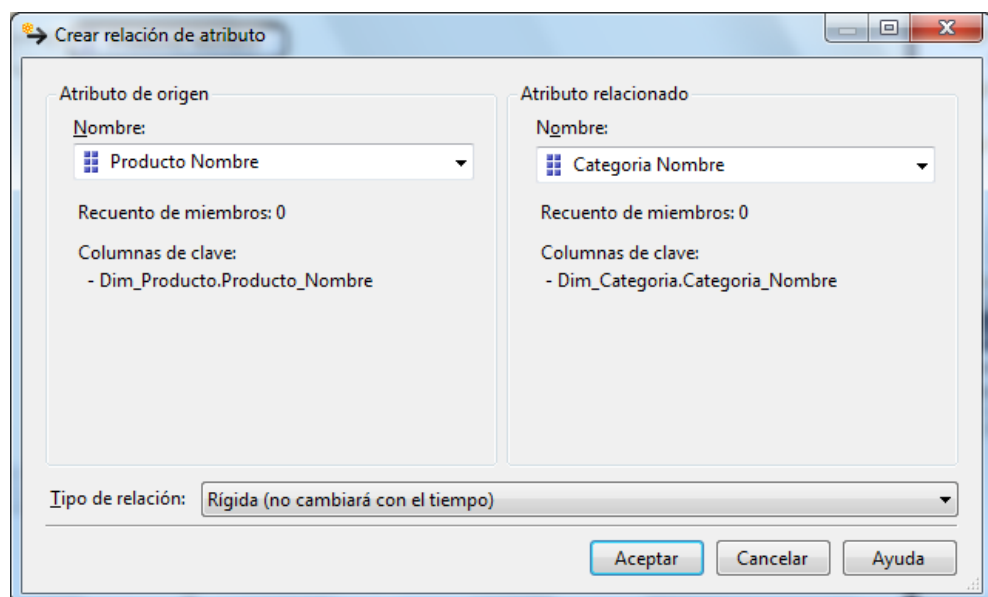 Crear relación de atributo
Atributo de origen
Nombre:
Producto Nombre
Recuento de miembros: 0
Columnas de clave:
- Dim_Producto.Producto_Nombre
Atributo relacionado
Nombre:
Categoria Nombre
Recuento de miembros: 0
Columnas de clave:
- Dim_Categoria.Categoria_Nombre
Tipo de relación: Rígida (no cambiará con el tiempo)
Aceptar Cancelar Ayuda